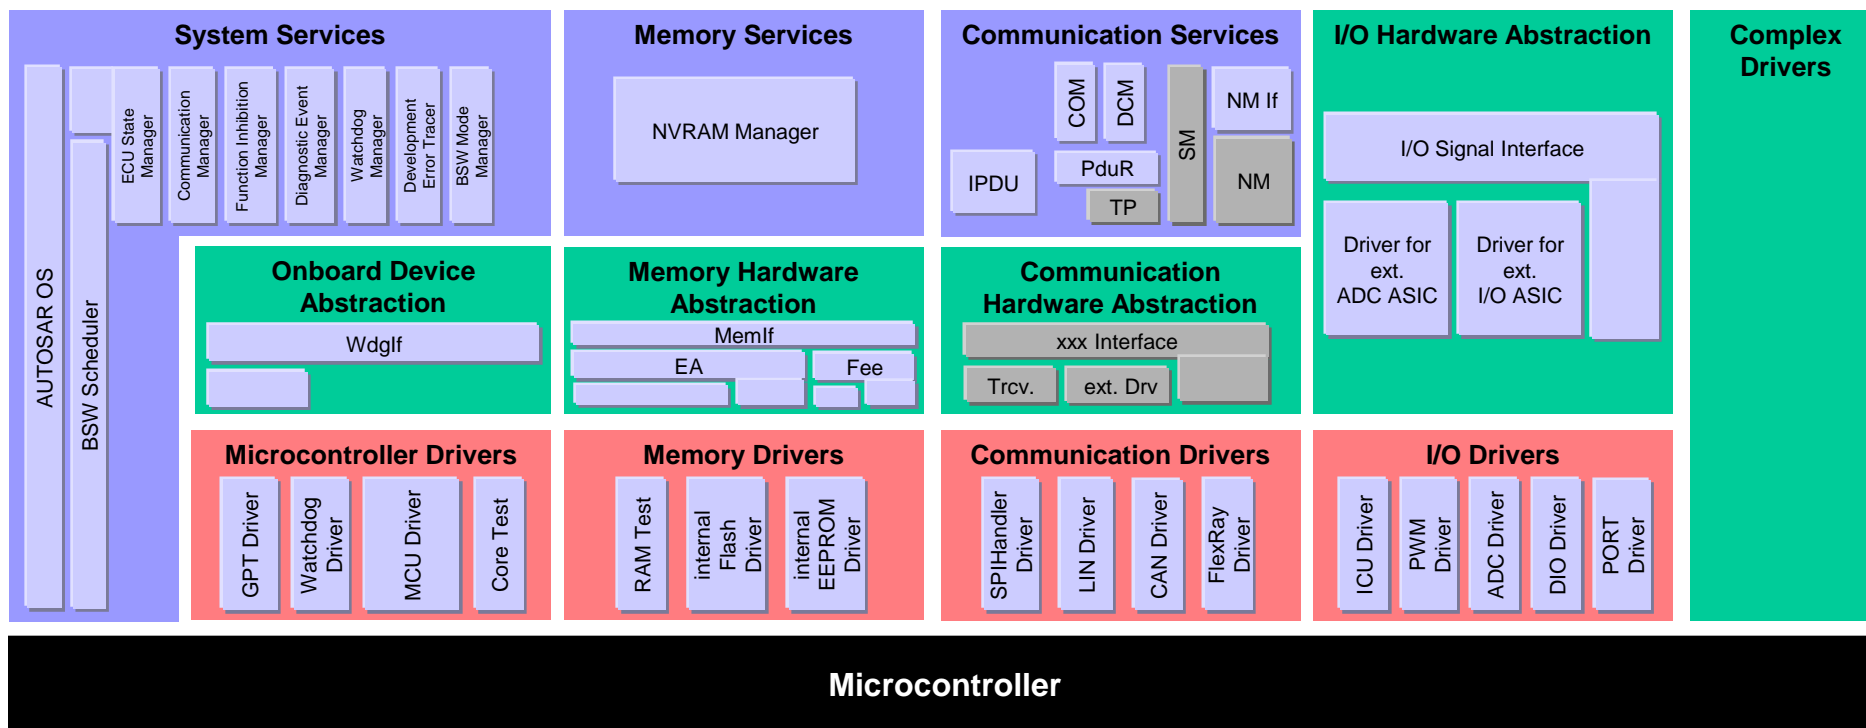 System Services
AUTOSAR OS
BSW Scheduler
ECU State
Manager
Communication
Manager
Function Inhibition
Manager
Diagnostic Event
Manager
Watchdog
Manager
Development
Error Tracer
BSW Mode
Manager
Memory Services
NVRAM Manager
Communication Services
COM
DCM
SM
NM If
IPDU
PduR
NM
TP
I/O Hardware Abstraction
I/O Signal Interface
Driver for
ext.
ADC ASIC
Driver for
ext.
I/O ASIC
Complex
Drivers
Onboard Device
Abstraction
WdgIf
Memory Hardware
Abstraction
MemIf
EA
Fee
Communication
Hardware Abstraction
xxx Interface
Trcv.
ext. Drv
Microcontroller Drivers
GPT Driver
Watchdog
Driver
MCU Driver
Core Test
Memory Drivers
RAM Test
internal
Flash
Driver
internal
EEPROM
Driver
Communication Drivers
SPIHandler
Driver
LIN Driver
CAN Driver
FlexRay
Driver
I/O Drivers
ICU Driver
PWM
Driver
ADC Driver
DIO Driver
PORT
Driver
Microcontroller